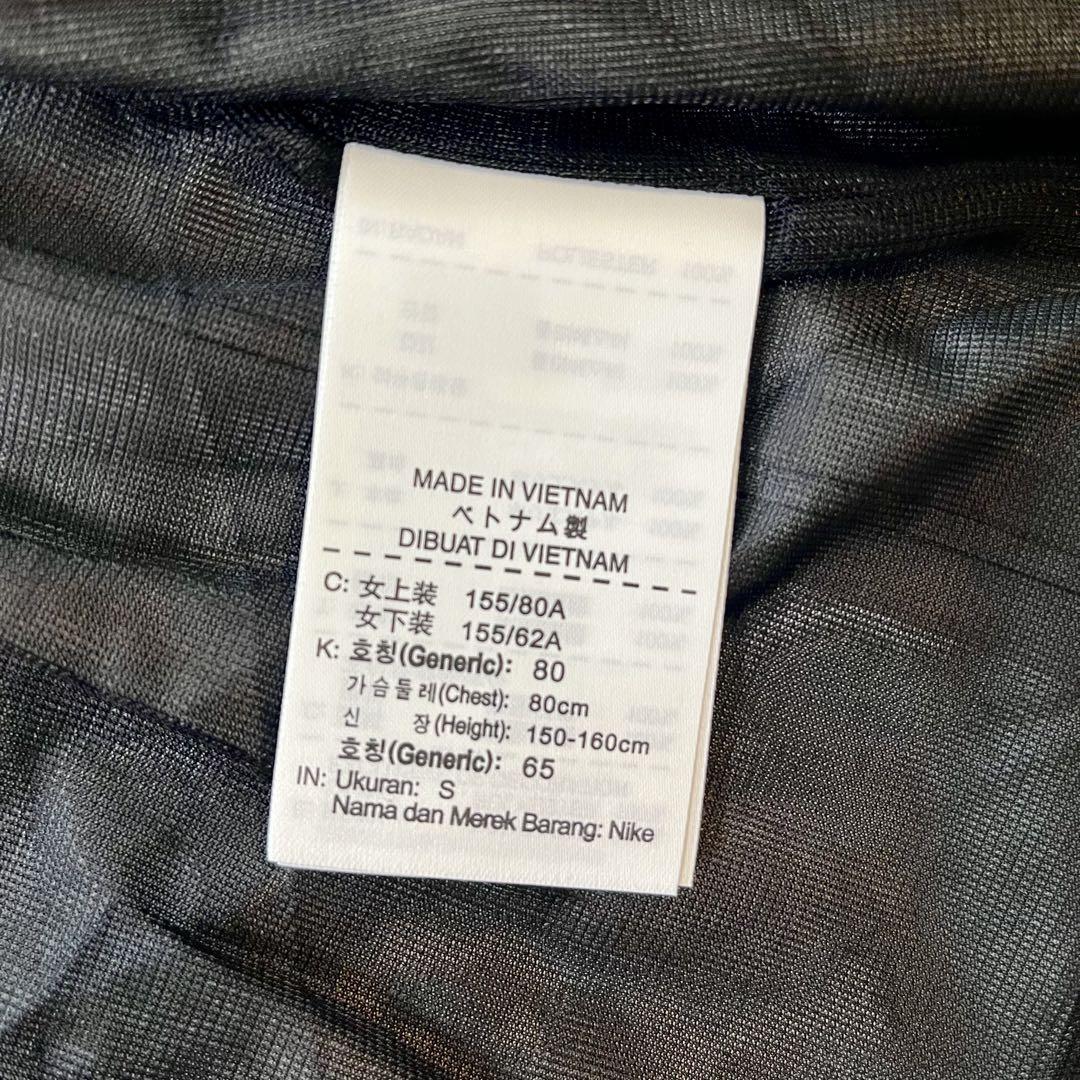 MADE IN VIETNAM
ベトナム製
DIBUAT DI VIETNAM
C: 女上装 155/80A
女下装 155/62A
K: 호칭(Generic): 80
가슴둘레(Chest): 80cm
신 장(Height): 150-160cm
호칭(Generic): 65
IN: Ukuran: S
Nama dan Merek Barang: Nike